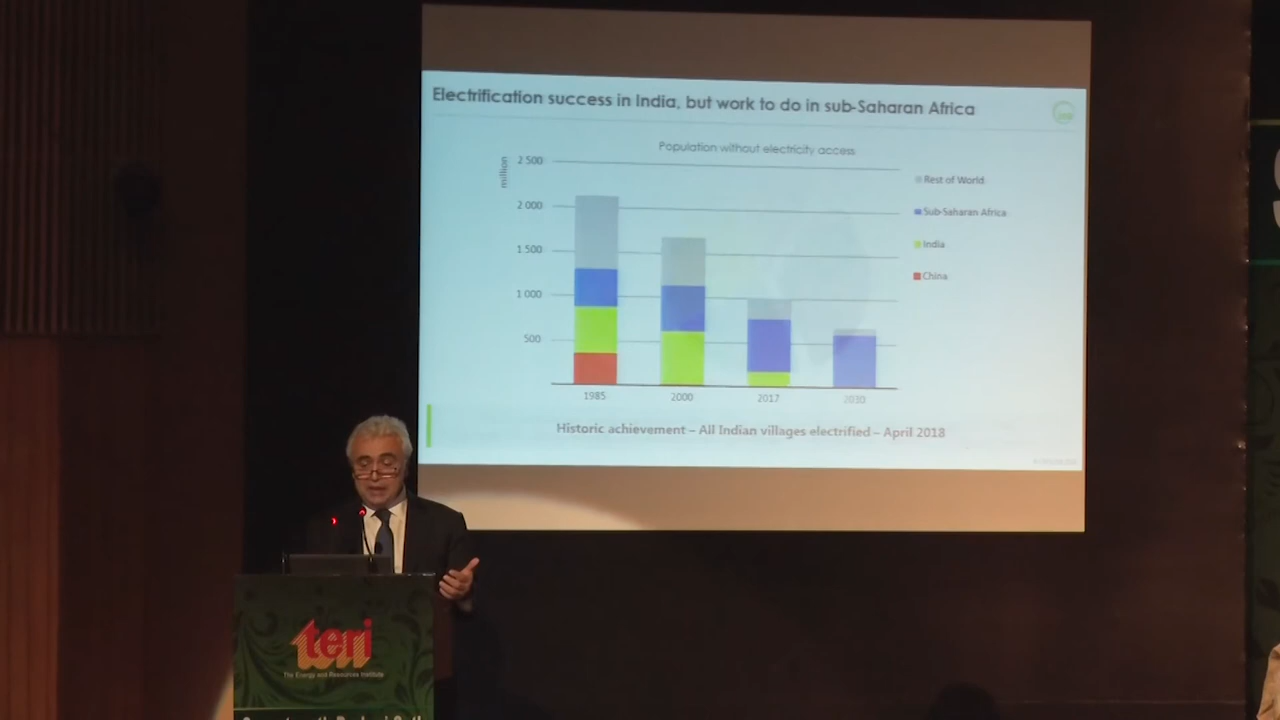 Electrification success in India, but work to do in sub-Saharan Africa
Population without electricity access
million
2 500
2 000
1 500
1 000
500
1985
2000
2017
2030
Rest of World
Sub-Saharan Africa
India
China
Historic achievement – All Indian villages electrified – April 2018
teri
The Energy and Resources Institute